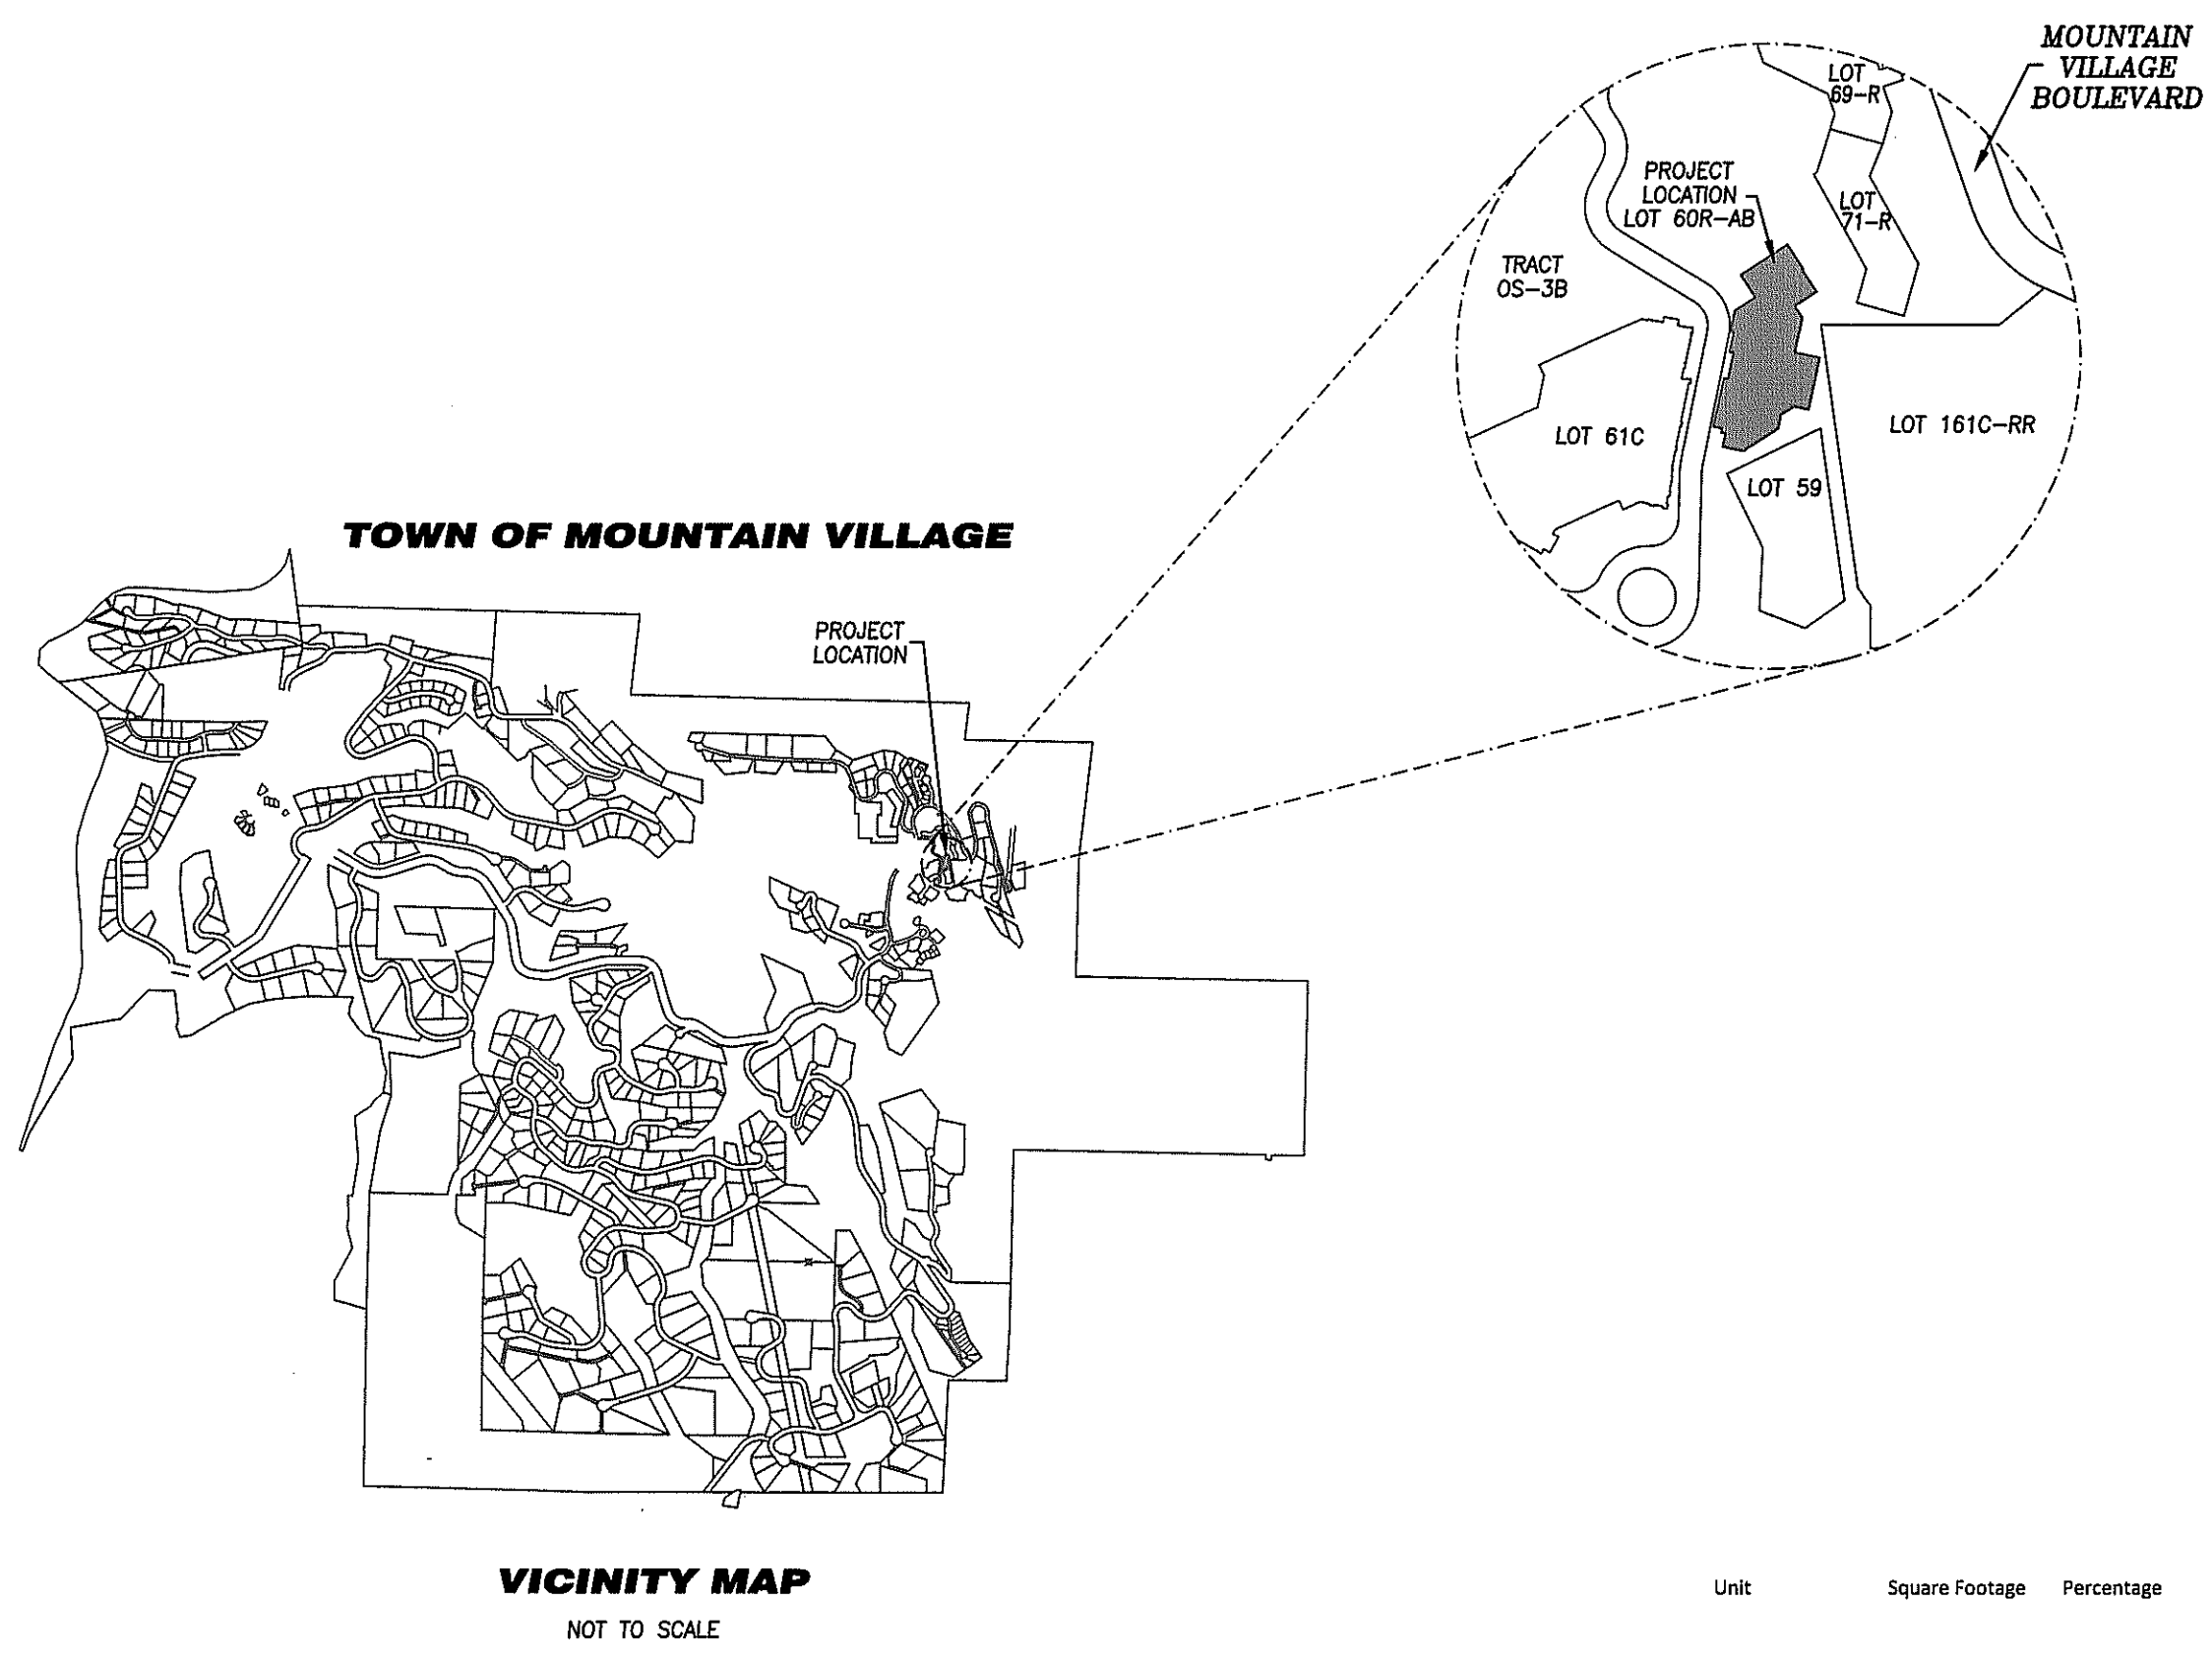 MOUNTAIN
VILLAGE
BOULEVARD
LOT
69-R
PROJECT
LOCATION
LOT 60R-AB
LOT
71-R
TRACT
OS-3B
LOT 61C
LOT 161C-RR
LOT 59
TOWN OF MOUNTAIN VILLAGE
PROJECT
LOCATION
VICINITY MAP
NOT TO SCALE
Unit Square Footage Percentage